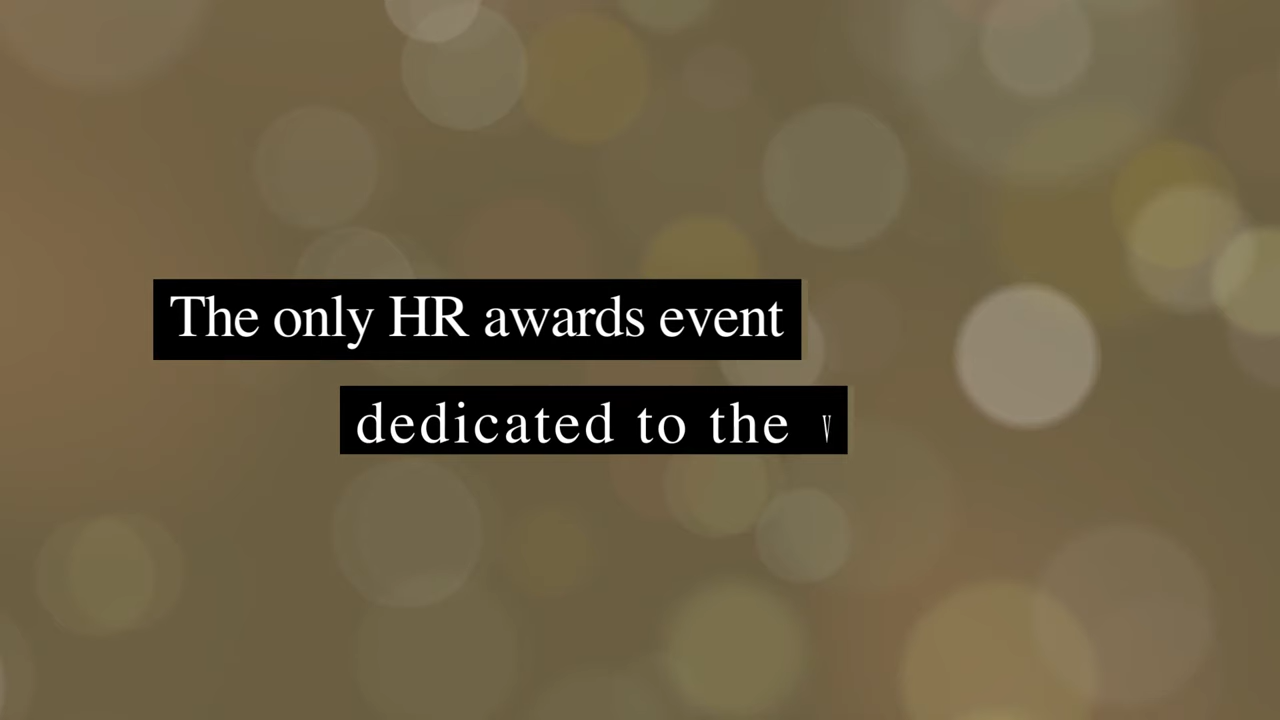 The only HR awards event
dedicated to the v